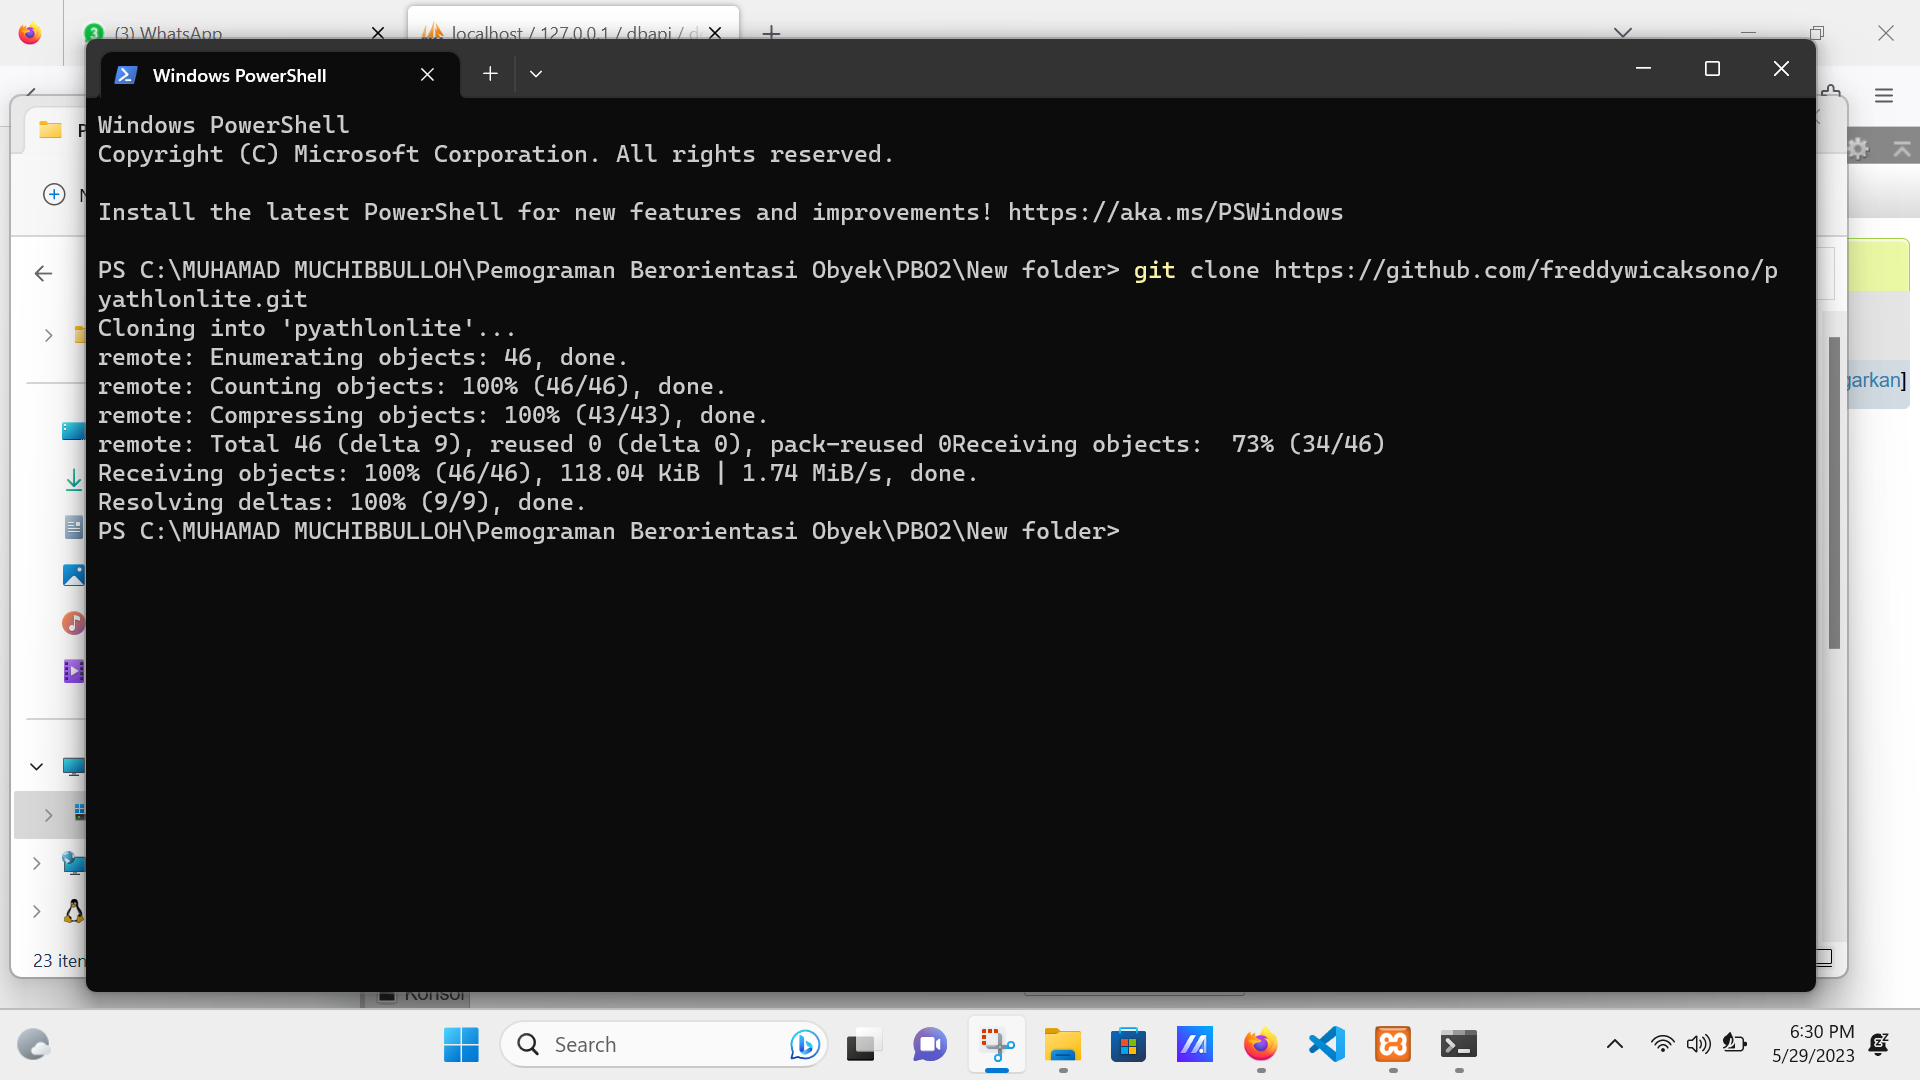 (3) WhatsApp
localhost / 127.0.0.1 / dbapi / d
Windows PowerShell
Windows PowerShell
Copyright (C) Microsoft Corporation. All rights reserved.
Install the latest PowerShell for new features and improvements! https://aka.ms/PSWindows
PS C:\MUHAMAD MUCHIBBULLOH\Pemograman Berorientasi Obyek\PBO2\New folder> git clone https://github.com/freddywicaksono/p
yathlonlite.git
Cloning into 'pyathlonlite'...
remote: Enumerating objects: 46, done.
remote: Counting objects: 100% (46/46), done.
remote: Compressing objects: 100% (43/43), done.
remote: Total 46 (delta 9), reused 0 (delta 0), pack-reused 0Receiving objects:  73% (34/46)
Receiving objects: 100% (46/46), 118.04 KiB | 1.74 MiB/s, done.
Resolving deltas: 100% (9/9), done.
PS C:\MUHAMAD MUCHIBBULLOH\Pemograman Berorientasi Obyek\PBO2\New folder>
garkan]
23 iten
Konsol
Search
6:30 PM
5/29/2023